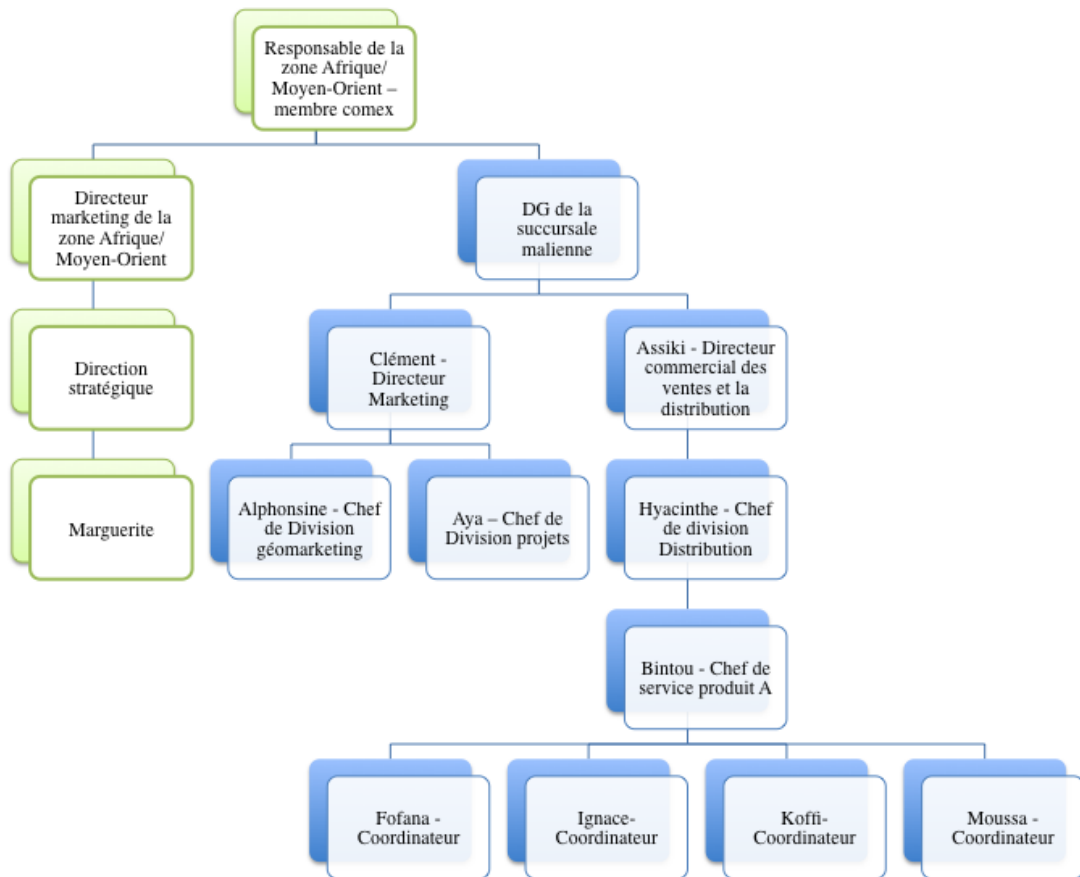 Responsable de la
zone Afrique/
Moyen-Orient –
membre comex
Directeur
marketing de la
zone Afrique/
Moyen-Orient
DG de la
succursale
malienne
Direction
stratégique
Clément -
Directeur
Marketing
Assiki - Directeur
commercial des
ventes et la
distribution
Marguerite
Alphonsine - Chef
de Division
géomarketing
Aya – Chef de
Division projets
Hyacinthe - Chef
de division
Distribution
Bintou - Chef de
service produit A
Fofana -
Coordinateur
Ignace-
Coordinateur
Koffi-
Coordinateur
Moussa -
Coordinateur